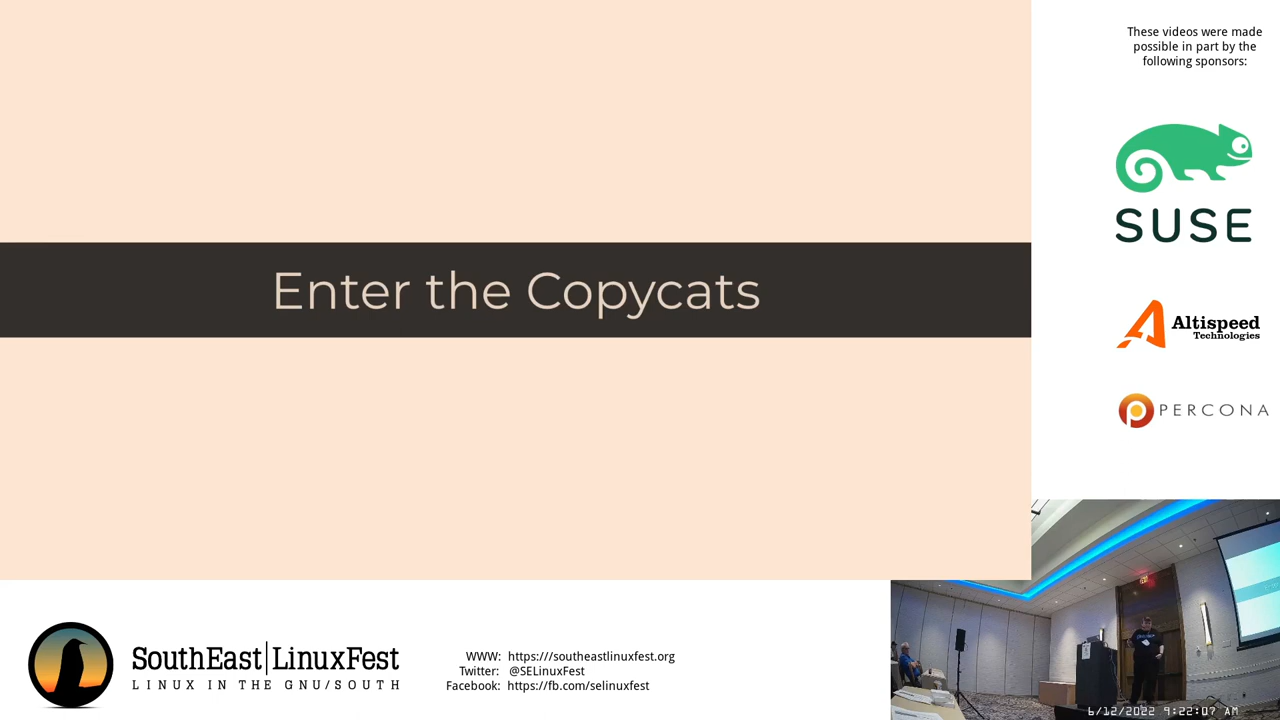 Enter the Copycats
These videos were made
possible in part by the
following sponsors:
SUSE
Altispeed
Technologies
PERCONA
SouthEast|LinuxFest
LINUX IN THE GNU/SOUTH
WWW: https:///southeastlinuxfest.org
Twitter: @SELinuxFest
Facebook: https://fb.com/selinuxfest
6/12/2022 9:22:07 AM